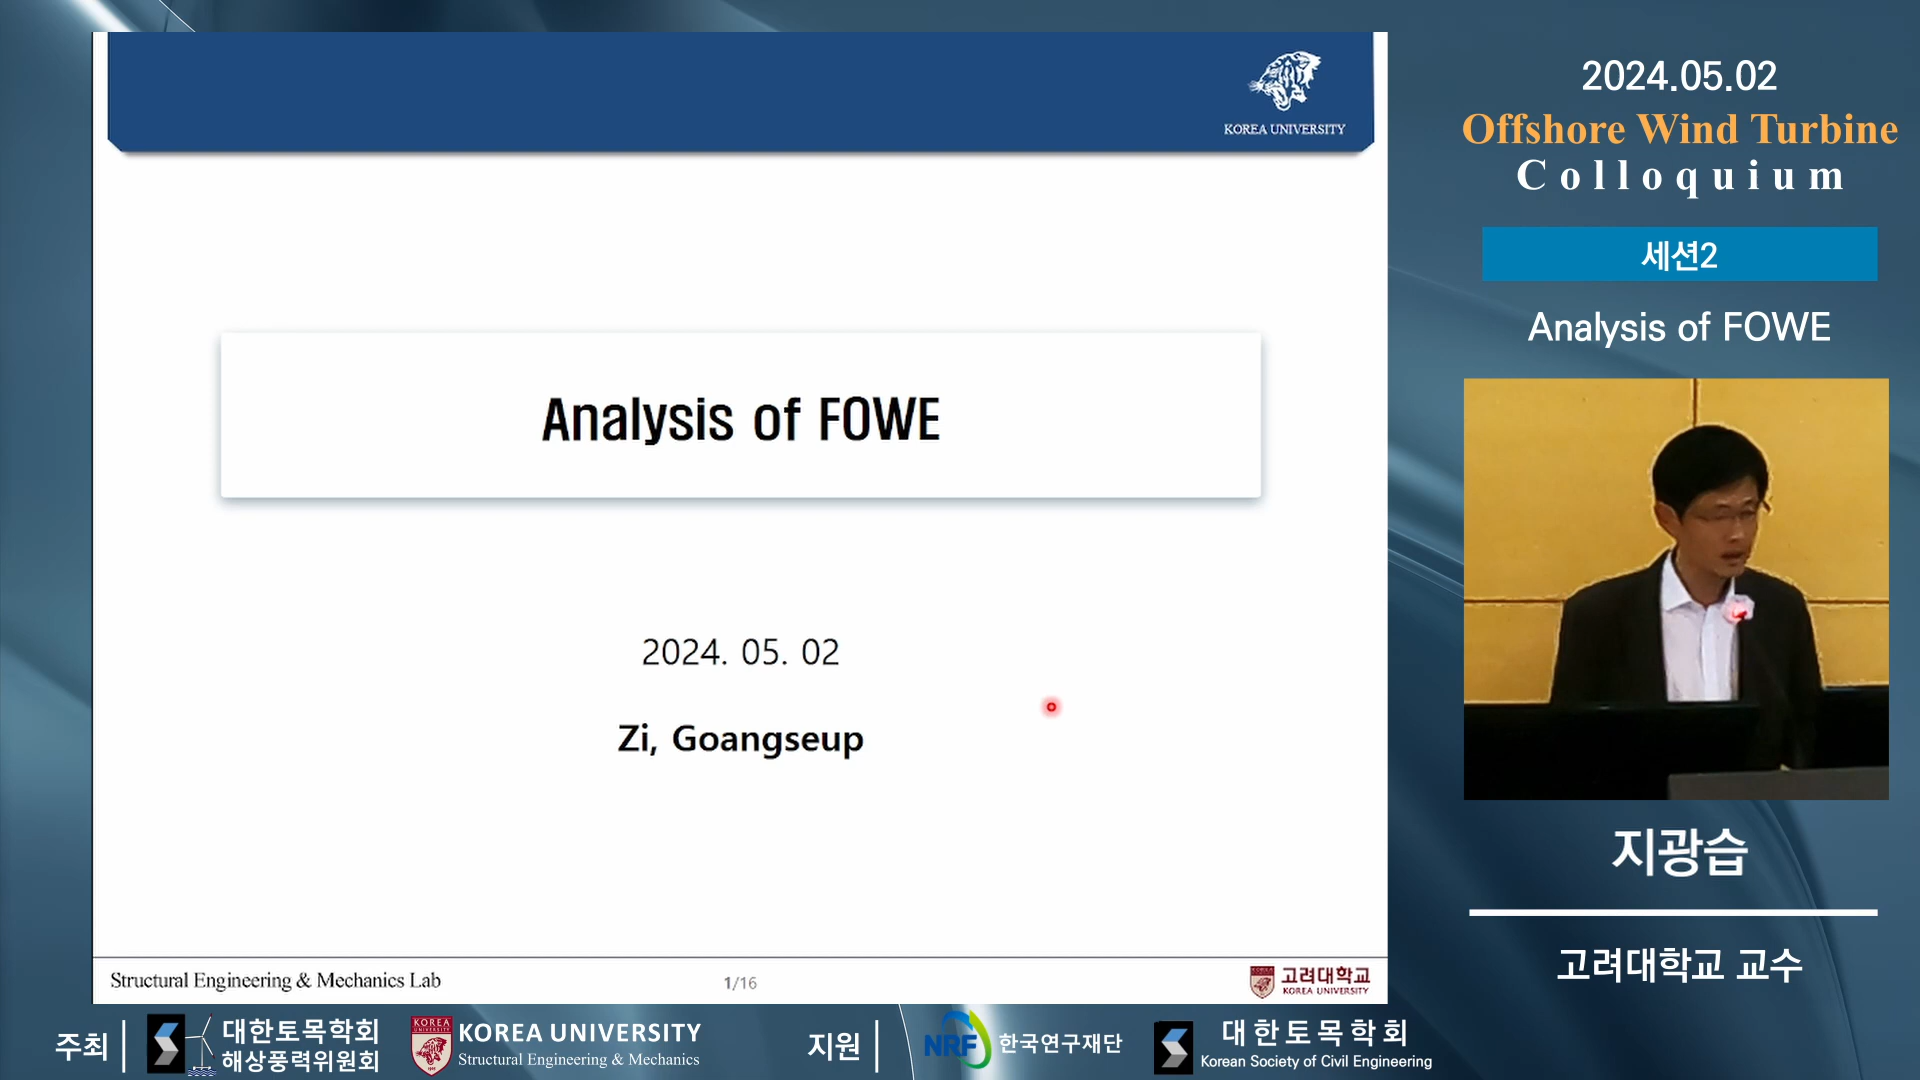 KOREA UNIVERSITY
Analysis of FOWE
2024. 05. 02
Zi, Goangseup
Structural Engineering & Mechanics Lab
1/16
고려대학교
KOREA UNIVERSITY
2024.05.02
Offshore Wind Turbine
Colloquium
세션2
Analysis of FOWE
지광습
고려대학교 교수
주최
대한토목학회
해상풍력위원회
KOREA
KOREA UNIVERSITY
Structural Engineering & Mechanics
지원
NRF 한국연구재단
대한토목학회
Korean Society of Civil Engineering